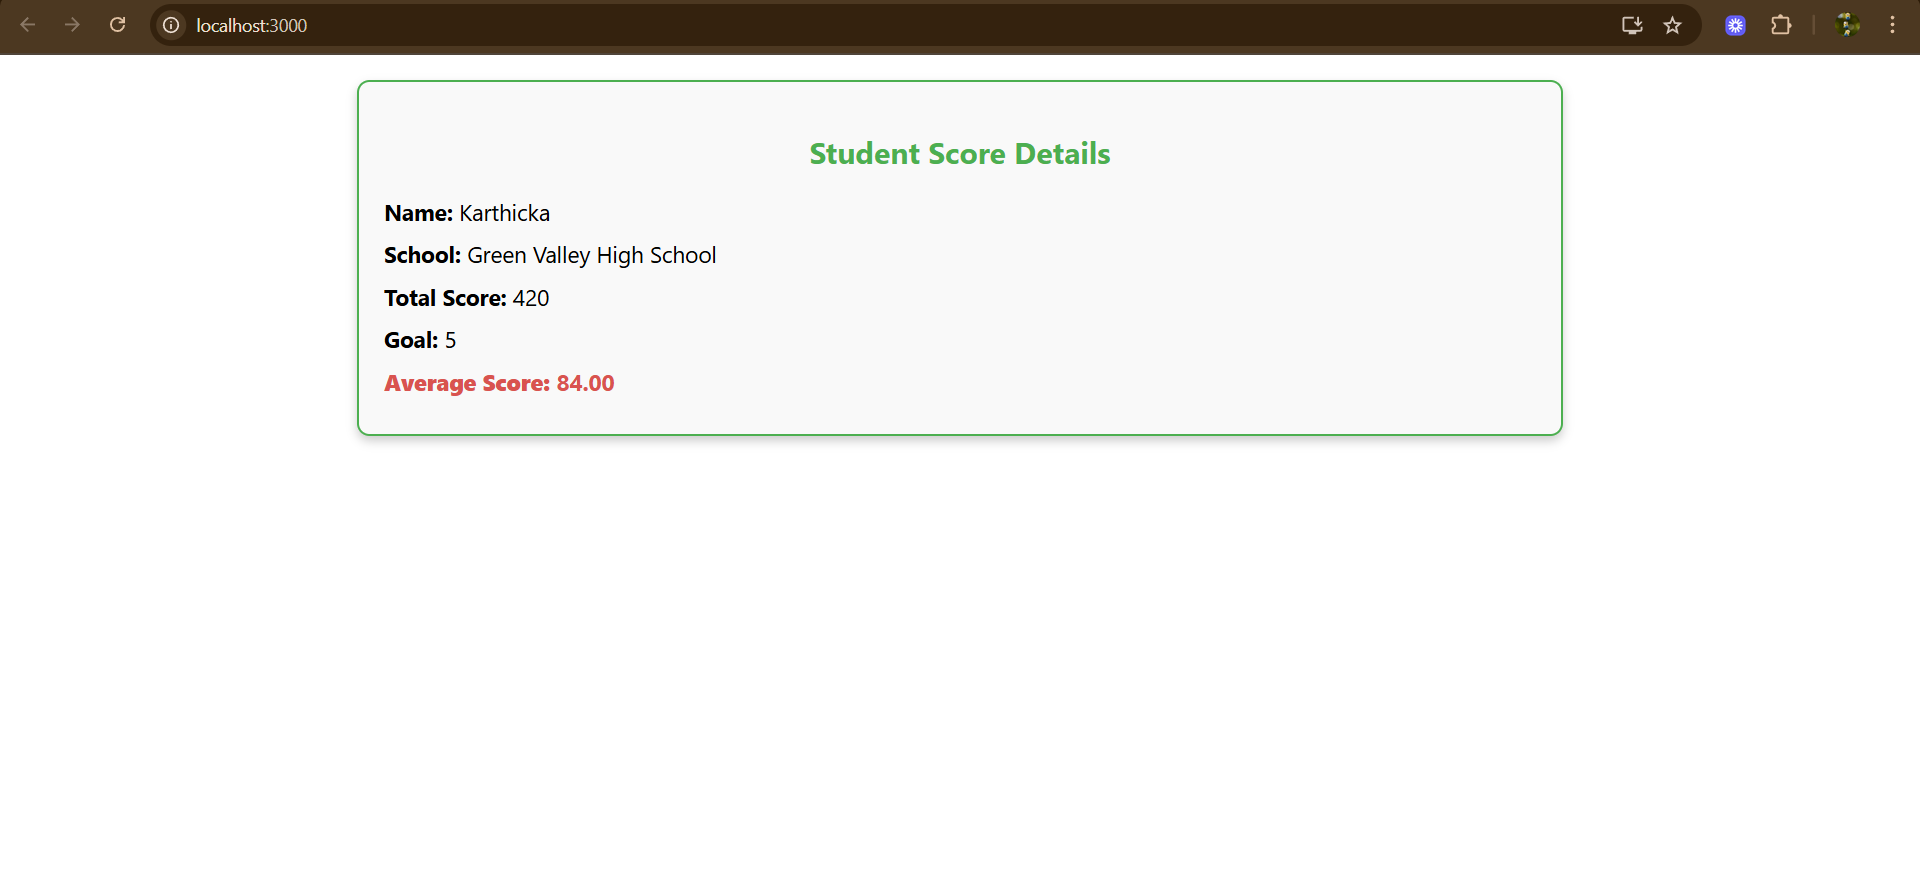 localhost:3000
Student Score Details
Name: Karthicka
School: Green Valley High School
Total Score: 420
Goal: 5
Average Score: 84.00